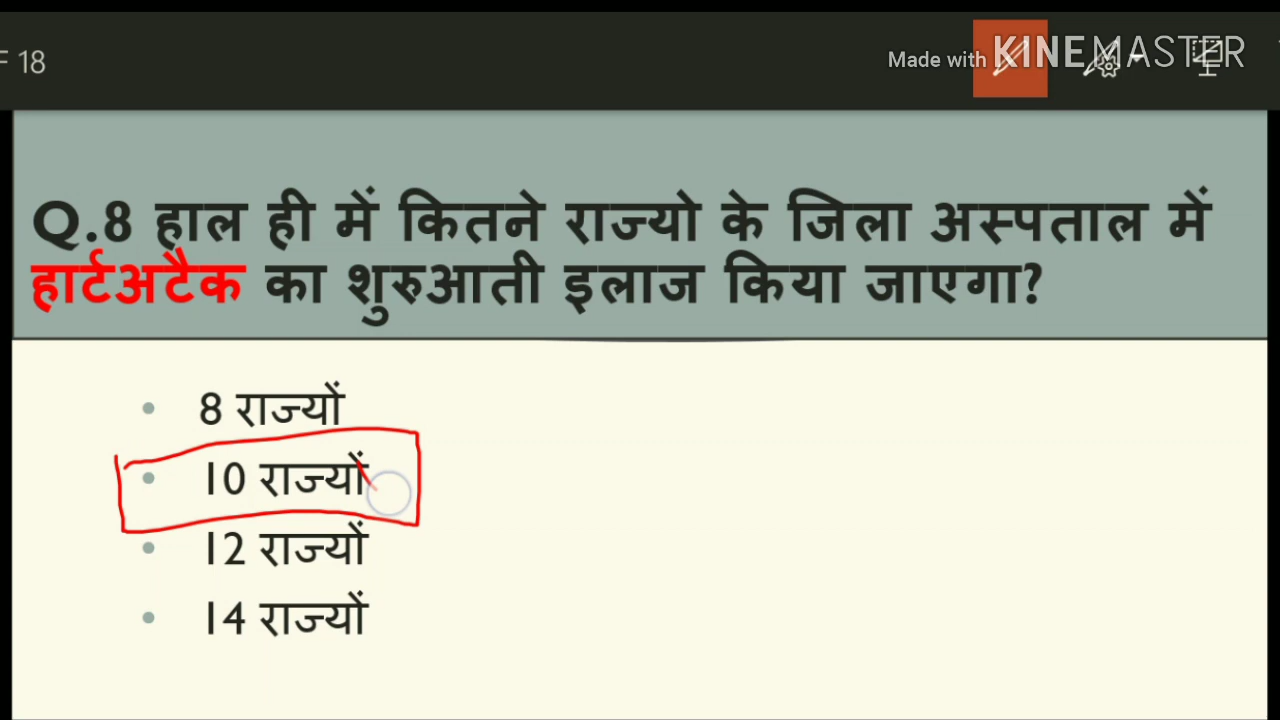 F 18
Made with KINEMASTER
Q.8 हाल ही में कितने राज्यो के जिला अस्पताल में
हार्टअटैक का शुरुआती इलाज किया जाएगा?
• 8 राज्यों
• 10 राज्यों
• 12 राज्यों
• 14 राज्यों